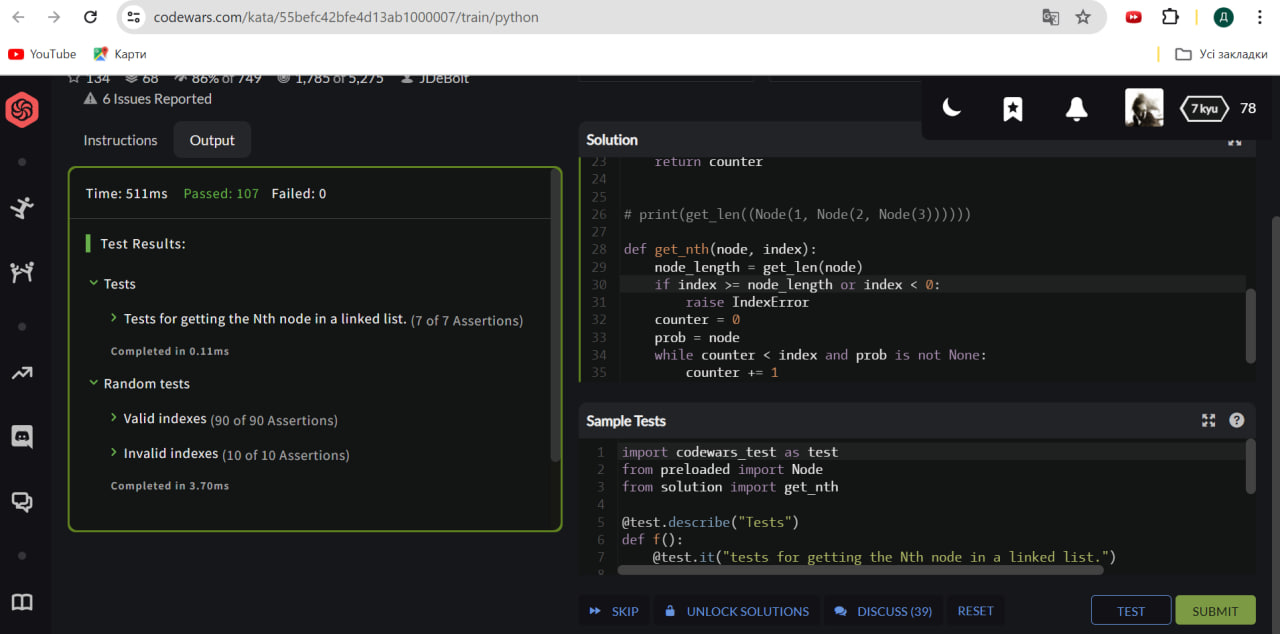 codewars.com/kata/55befc42bfe4d13ab1000007/train/python
YouTube
Карти
Усі закладки
Д
134 68 86% of 749 1,785 of 5,275 JDeBolt
6 Issues Reported
7 kyu 78
Instructions
Output
Time: 511ms Passed: 107 Failed: 0
Test Results:
Tests
Tests for getting the Nth node in a linked list. (7 of 7 Assertions)
Completed in 0.11ms
Random tests
Valid indexes (90 of 90 Assertions)
Invalid indexes (10 of 10 Assertions)
Completed in 3.70ms
Solution
23 return counter
24
25
26 # print(get_len((Node(1, Node(2, Node(3))))))
27
28 def get_nth(node, index):
29 node_length = get_len(node)
30 if index >= node_length or index < 0:
31 raise IndexError
32 counter = 0
33 prob = node
34 while counter < index and prob is not None:
35 counter += 1
Sample Tests
?
1 import codewars_test as test
2 from preloaded import Node
3 from solution import get_nth
4
5 @test.describe("Tests")
6 def f():
7 @test.it("tests for getting the Nth node in a linked list.")
8
SKIP
UNLOCK SOLUTIONS
DISCUSS (39)
RESET
TEST
SUBMIT